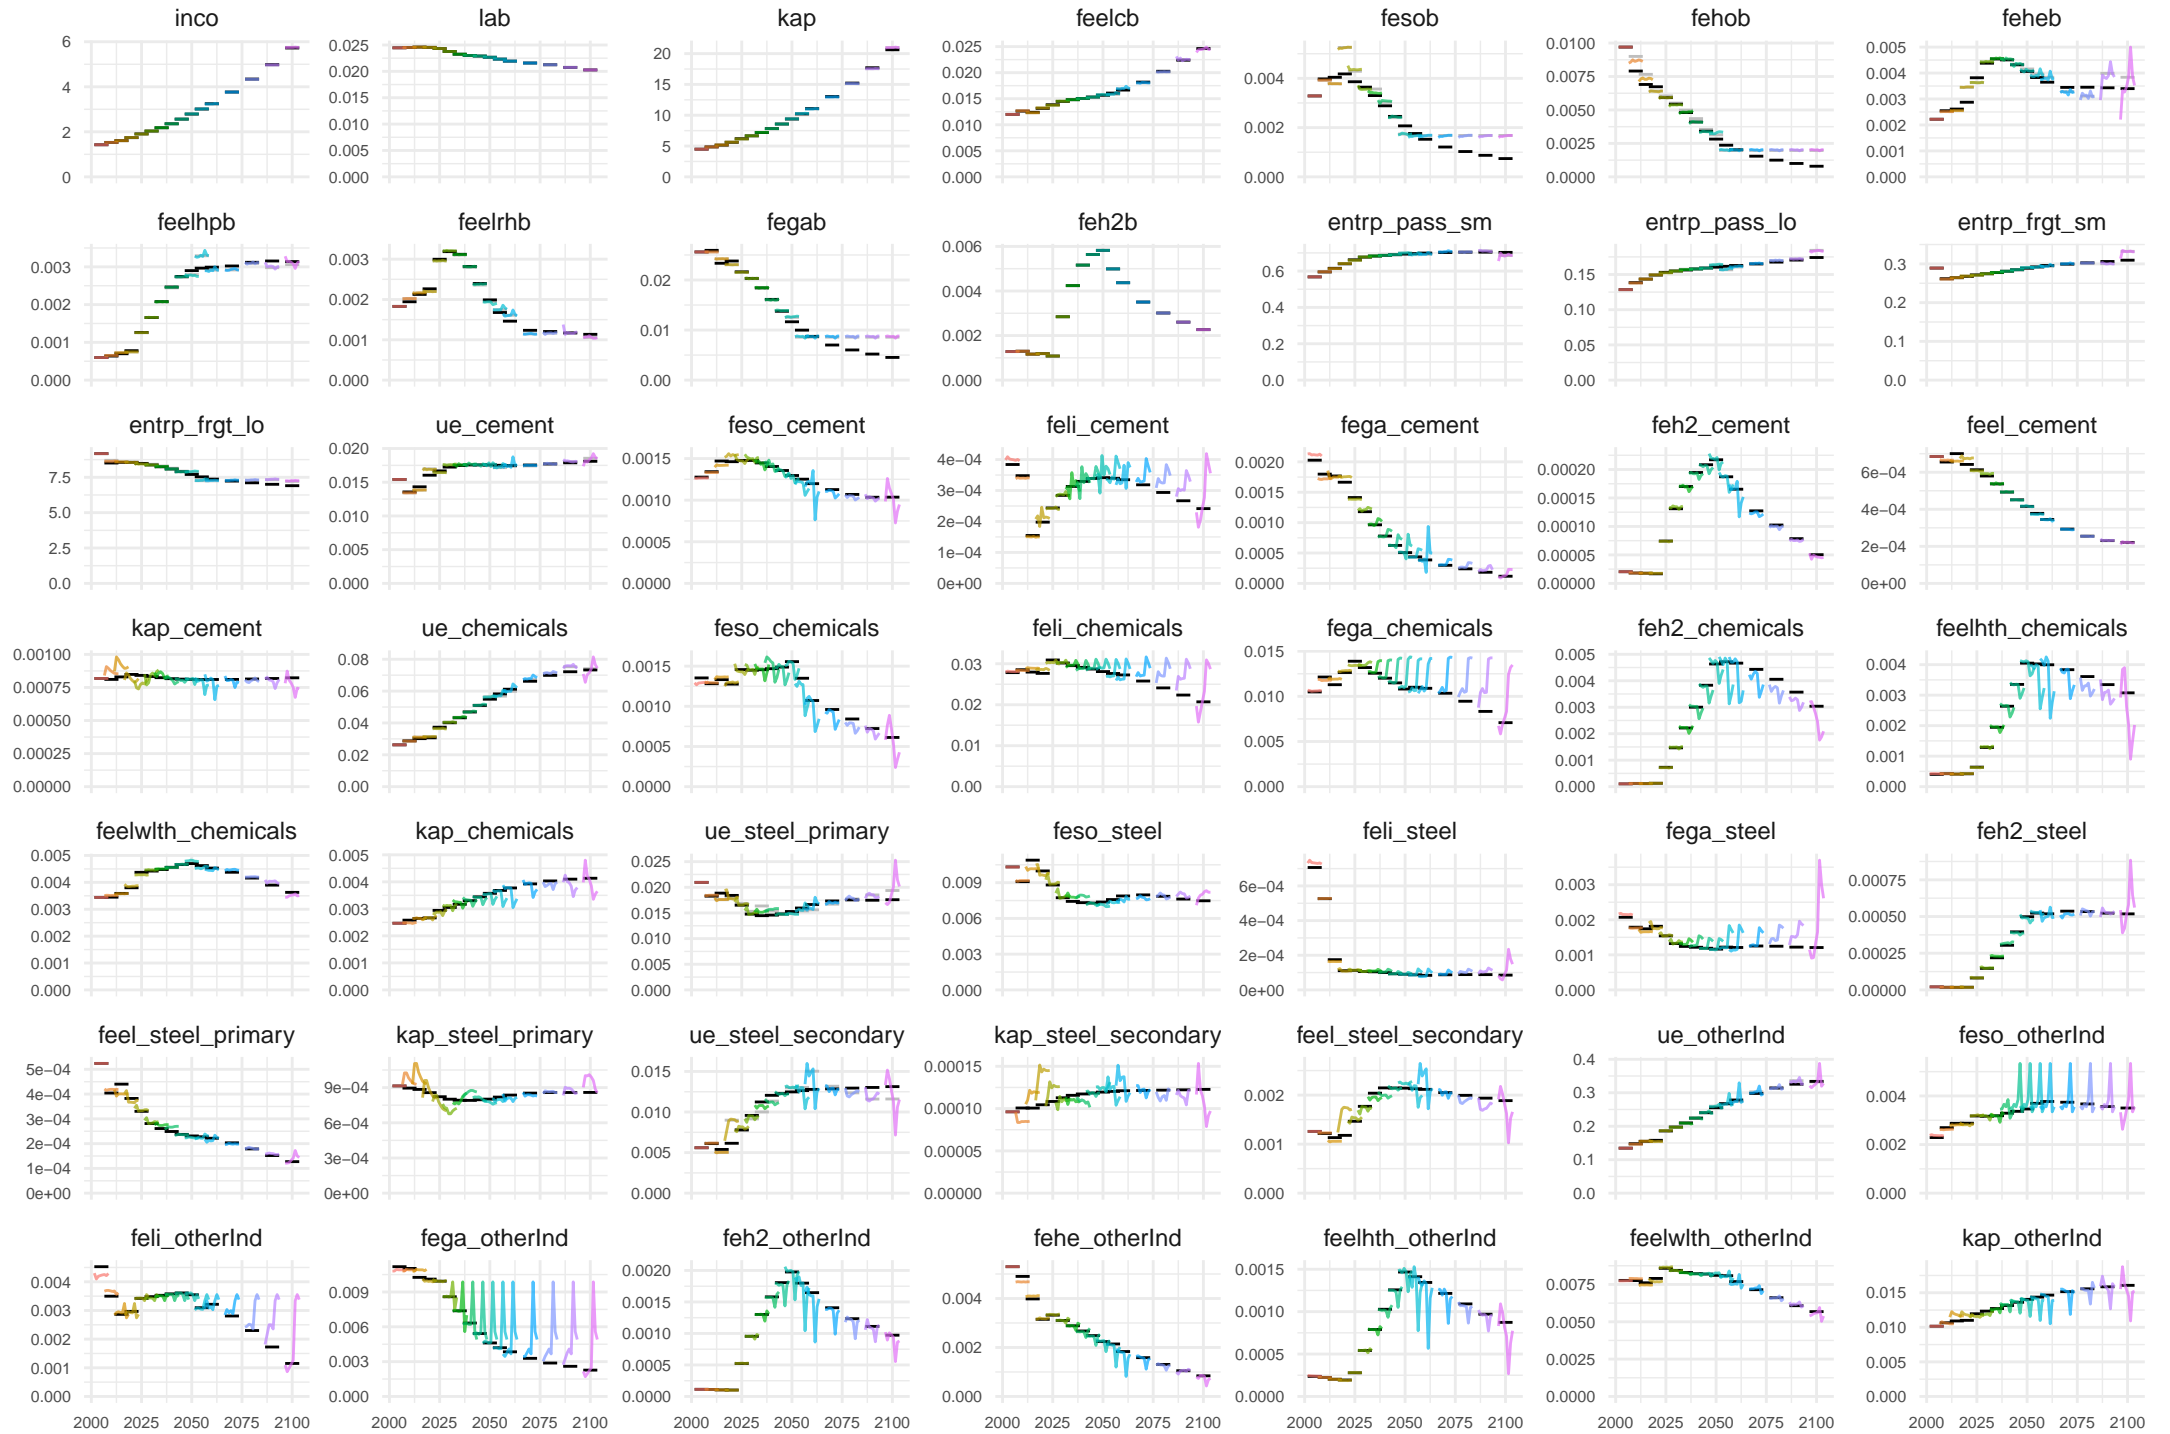 inco lab kap feelcb fesob fehob feheb
6 4 2 0
0.025 0.020 0.015 0.010 0.005 0.000
20 15 10 5 0
0.025 0.020 0.015 0.010 0.005 0.000
0.004 0.002 0.000
0.0100 0.0075 0.0050 0.0025 0.0000
0.005 0.004 0.003 0.002 0.001 0.000
feelhpb feelrhb fegab feh2b entrp_pass_sm entrp_pass_lo entrp_frgt_sm
0.003 0.002 0.001 0.000
0.003 0.002 0.001 0.000
0.02 0.01 0.00
0.006 0.004 0.002 0.000
0.6 0.4 0.2 0.0
0.15 0.10 0.05 0.00
0.3 0.2 0.1 0.0
entrp_frgt_lo ue_cement feso_cement feli_cement fega_cement feh2_cement feel_cement
7.5 5.0 2.5 0.0
0.020 0.015 0.010 0.005 0.000
0.0015 0.0010 0.0005 0.0000
4e−04 3e−04 2e−04 1e−04 0e+00
0.0020 0.0015 0.0010 0.0005 0.0000
0.00020 0.00015 0.00010 0.00005 0.00000
6e−04 4e−04 2e−04 0e+00
kap_cement ue_chemicals feso_chemicals feli_chemicals fega_chemicals feh2_chemicals feelhth_chemicals
0.00100 0.00075 0.00050 0.00025 0.00000
0.08 0.06 0.04 0.02 0.00
0.0015 0.0010 0.0005 0.0000
0.03 0.02 0.01 0.00
0.015 0.010 0.005 0.000
0.005 0.004 0.003 0.002 0.001 0.000
0.004 0.003 0.002 0.001 0.000
feelwlth_chemicals kap_chemicals ue_steel_primary feso_steel feli_steel fega_steel feh2_steel
0.005 0.004 0.003 0.002 0.001 0.000
0.005 0.004 0.003 0.002 0.001 0.000
0.025 0.020 0.015 0.010 0.005 0.000
0.009 0.006 0.003 0.000
6e−04 4e−04 2e−04 0e+00
0.003 0.002 0.001 0.000
0.00075 0.00050 0.00025 0.00000
feel_steel_primary kap_steel_primary ue_steel_secondary kap_steel_secondary feel_steel_secondary ue_otherInd feso_otherInd
5e−04 4e−04 3e−04 2e−04 1e−04 0e+00
9e−04 6e−04 3e−04 0e+00
0.015 0.010 0.005 0.000
0.00015 0.00010 0.00005 0.00000
0.002 0.001 0.000
0.4 0.3 0.2 0.1 0.0
0.004 0.002 0.000
feli_otherInd fega_otherInd feh2_otherInd fehe_otherInd feelhth_otherInd feelwlth_otherInd kap_otherInd
0.004 0.003 0.002 0.001 0.000
0.009 0.006 0.003 0.000
0.0020 0.0015 0.0010 0.0005 0.0000
0.004 0.002 0.000
0.0015 0.0010 0.0005 0.0000
0.0075 0.0050 0.0025 0.0000
0.015 0.010 0.005 0.000
2000 2025 2050 2075 2100 2000 2025 2050 2075 2100 2000 2025 2050 2075 2100 2000 2025 2050 2075 2100 2000 2025 2050 2075 2100 2000 2025 2050 2075 2100 2000 2025 2050 2075 2100